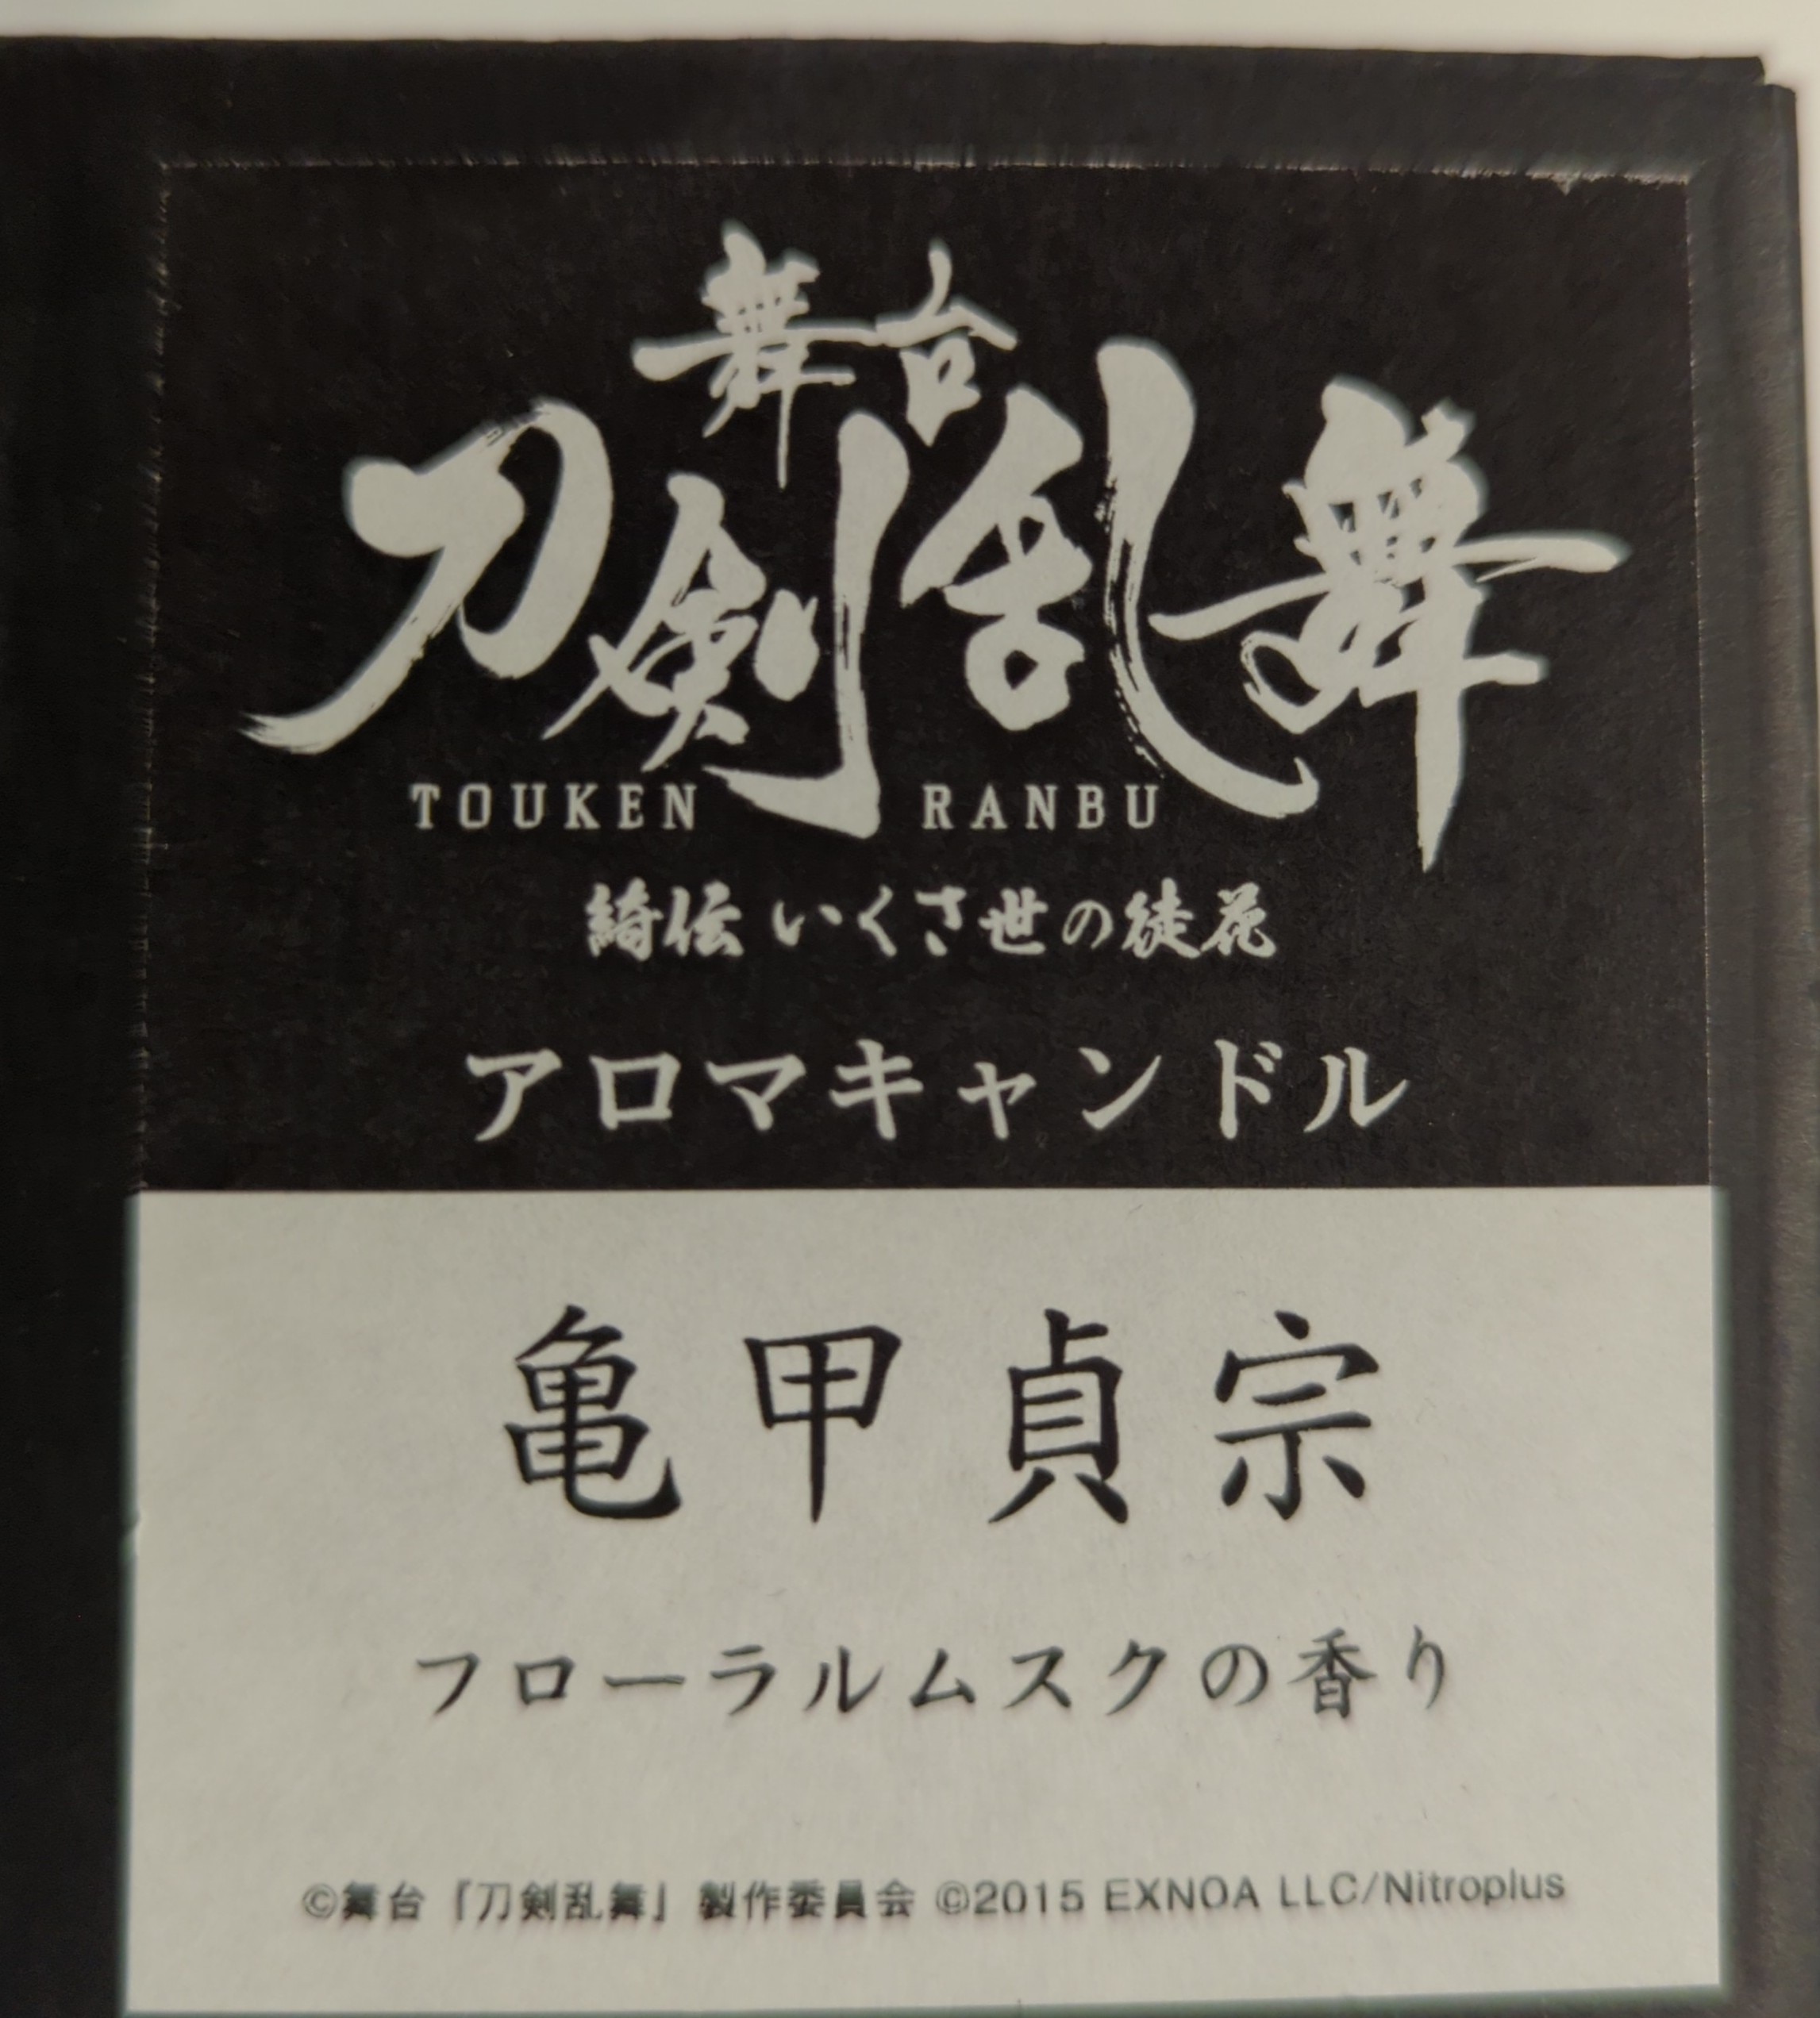 舞台
刀剣乱舞
TOUKEN RANBU
綺伝 いくさ世の徒花
アロマキャンドル
亀甲貞宗
フローラルムスクの香り
©舞台『刀剣乱舞』製作委員会 ©2015 EXNOA LLC/Nitroplus